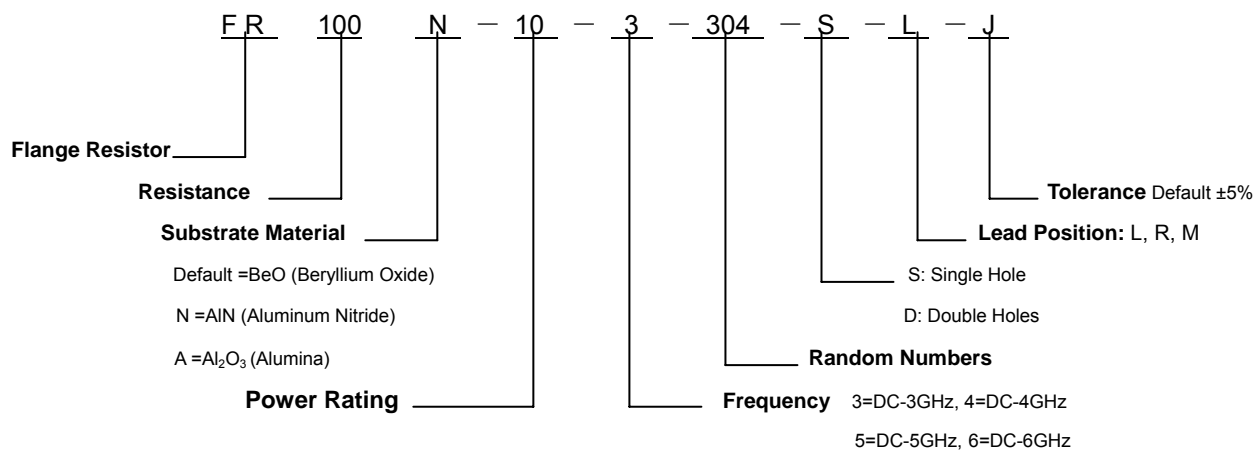 FR 100 N － 10 － 3 － 304 － S － L － J
Flange Resistor
Resistance
Tolerance Default ±5%
Substrate Material
Lead Position: L, R, M
Default =BeO (Beryllium Oxide)
S: Single Hole
N =AlN (Aluminum Nitride)
D: Double Holes
A =Al₂O₃ (Alumina)
Random Numbers
Power Rating
Frequency 3=DC-3GHz, 4=DC-4GHz
5=DC-5GHz, 6=DC-6GHz